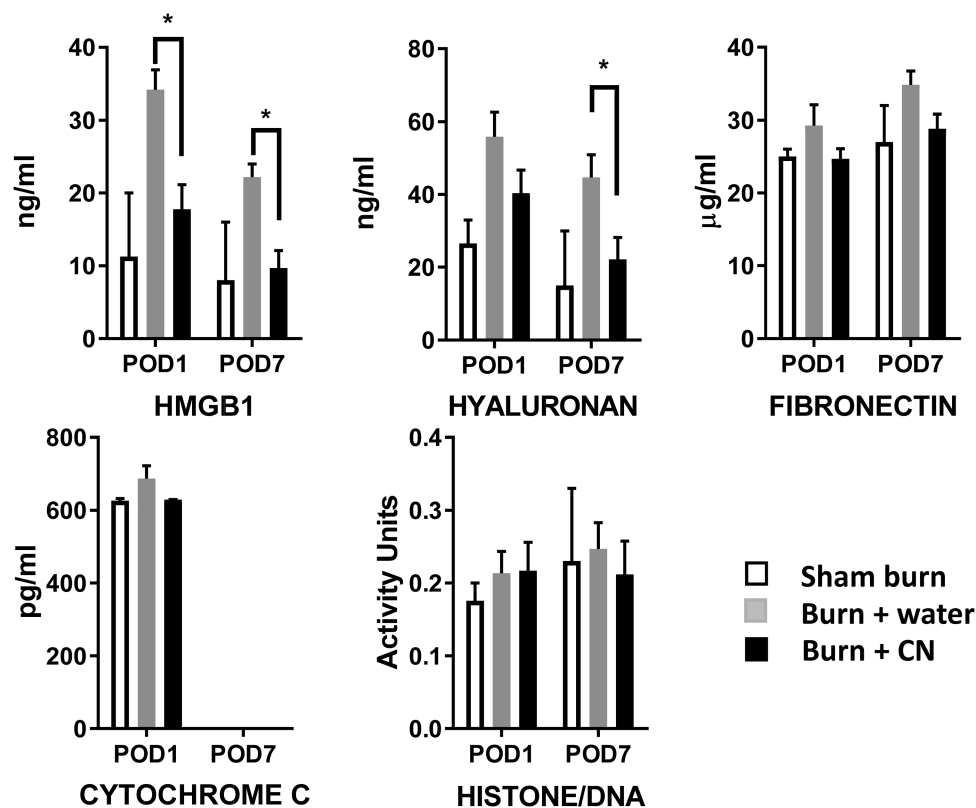 *
*
40
30
20
10
0
ng/ml
POD1 POD7
HMGB1
*
80
60
40
20
0
ng/ml
POD1 POD7
HYALURONAN
40
30
20
10
0
µg/ml
POD1 POD7
FIBRONECTIN
800
600
400
200
0
pg/ml
POD1 POD7
CYTOCHROME C
0.4
0.3
0.2
0.1
0.0
Activity Units
POD1 POD7
HISTONE/DNA
Sham burn
Burn + water
Burn + CN